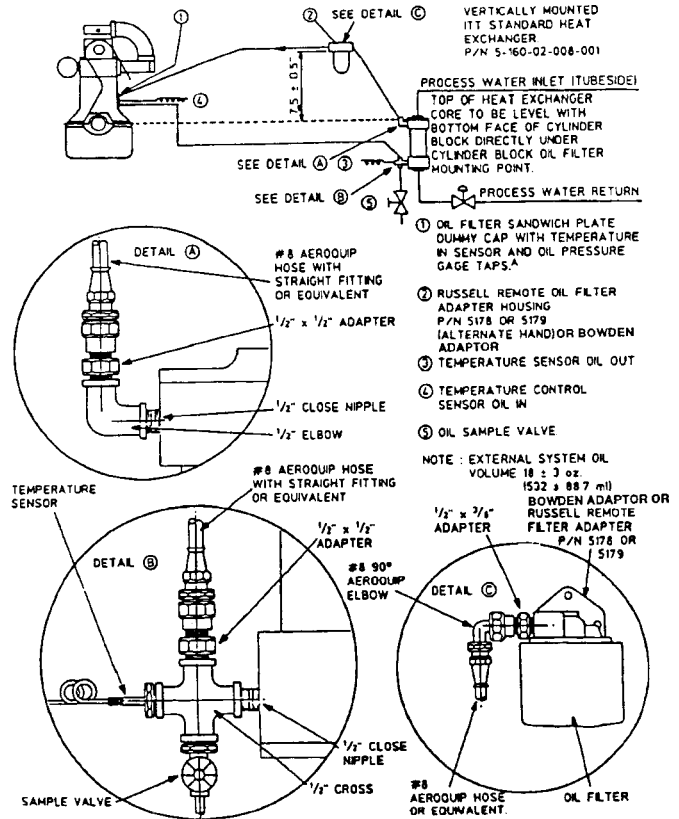 ①
②
SEE DETAIL Ⓒ
VERTICALLY MOUNTED
ITT STANDARD HEAT
EXCHANGER
P/N 5-160-02-008-001
④
7.5 ± 0.5"
PROCESS WATER INLET (TUBESIDE)
TOP OF HEAT EXCHANGER
CORE TO BE LEVEL WITH
BOTTOM FACE OF CYLINDER
BLOCK DIRECTLY UNDER
CYLINDER BLOCK OIL FILTER
MOUNTING POINT.
SEE DETAIL Ⓐ ③
SEE DETAIL Ⓑ
⑤
PROCESS WATER RETURN
① OIL FILTER SANDWICH PLATE
DUMMY CAP WITH TEMPERATURE
IN SENSOR AND OIL PRESSURE
GAGE TAPS.A
② RUSSELL REMOTE OIL FILTER
ADAPTER HOUSING
P/N 5178 OR 5179
(ALTERNATE HAND) OR BOWDEN
ADAPTOR
③ TEMPERATURE SENSOR OIL OUT
④ TEMPERATURE CONTROL
SENSOR OIL IN
⑤ OIL SAMPLE VALVE
NOTE : EXTERNAL SYSTEM OIL
VOLUME 18 ± 3 oz.
(532 ± 88.7 ml)
DETAIL Ⓐ
#8 AEROQUIP
HOSE WITH
STRAIGHT FITTING
OR EQUIVALENT
1/2" x 1/2" ADAPTER
1/2" CLOSE NIPPLE
1/2" ELBOW
DETAIL Ⓑ
#8 AEROQUIP HOSE
WITH STRAIGHT FITTING
OR EQUIVALENT
TEMPERATURE
SENSOR
1/2" x 1/2"
ADAPTER
1/2" CLOSE
NIPPLE
1/2" CROSS
SAMPLE VALVE
DETAIL Ⓒ
BOWDEN ADAPTOR OR
RUSSELL REMOTE
FILTER ADAPTER
P/N 5178 OR
5179
1/2" x 3/8"
ADAPTER
#8 90°
AEROQUIP
ELBOW
#8
AEROQUIP HOSE
OR EQUIVALENT.
OIL FILTER